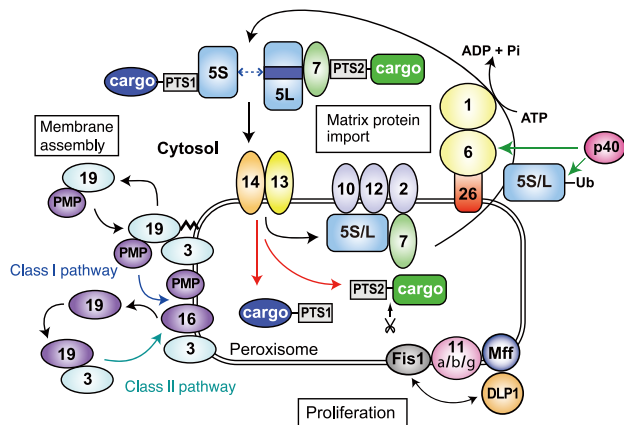 cargo
PTS1
5S
5L
7
PTS2
cargo
ADP + Pi
ATP
1
6
26
p40
5S/L
Ub
Membrane
assembly
Cytosol
Matrix protein
import
14
13
10
12
2
5S/L
7
19
PMP
19
PMP
3
PMP
Class I pathway
16
3
19
19
3
Class II pathway
cargo
PTS1
PTS2
cargo
Peroxisome
Fis1
11
a/b/g
Mff
DLP1
Proliferation